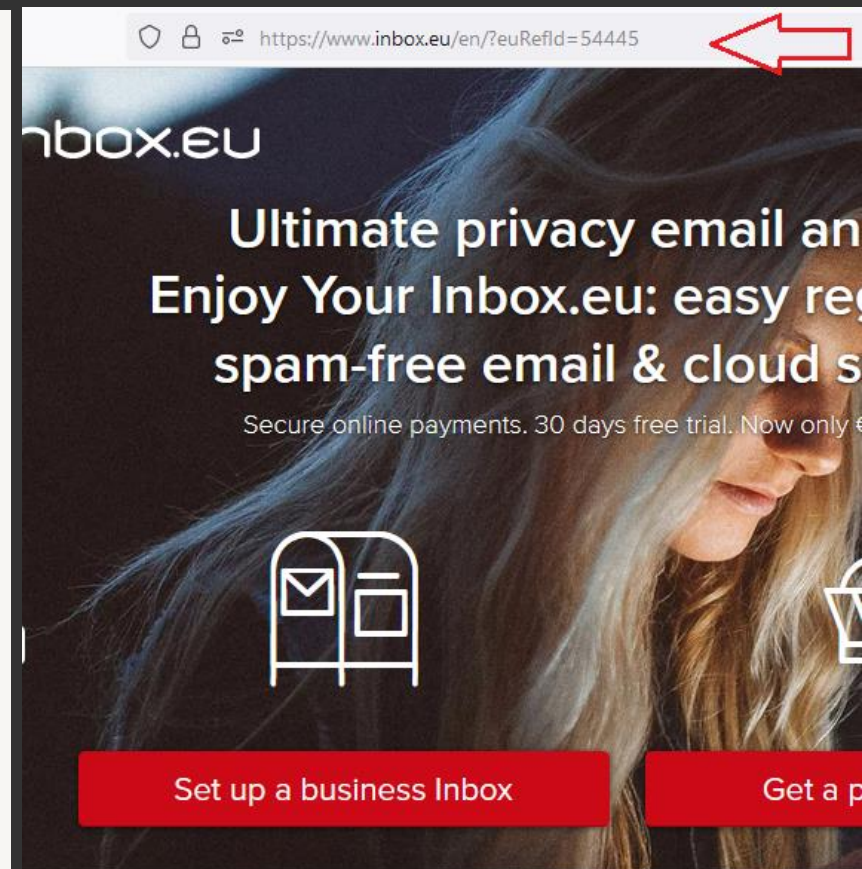 https://www.inbox.eu/en/?euRefId=54445
nbox.eu
Ultimate privacy email an
Enjoy Your Inbox.eu: easy reg
spam-free email & cloud s
Secure online payments. 30 days free trial. Now only €
Set up a business Inbox
Get a p